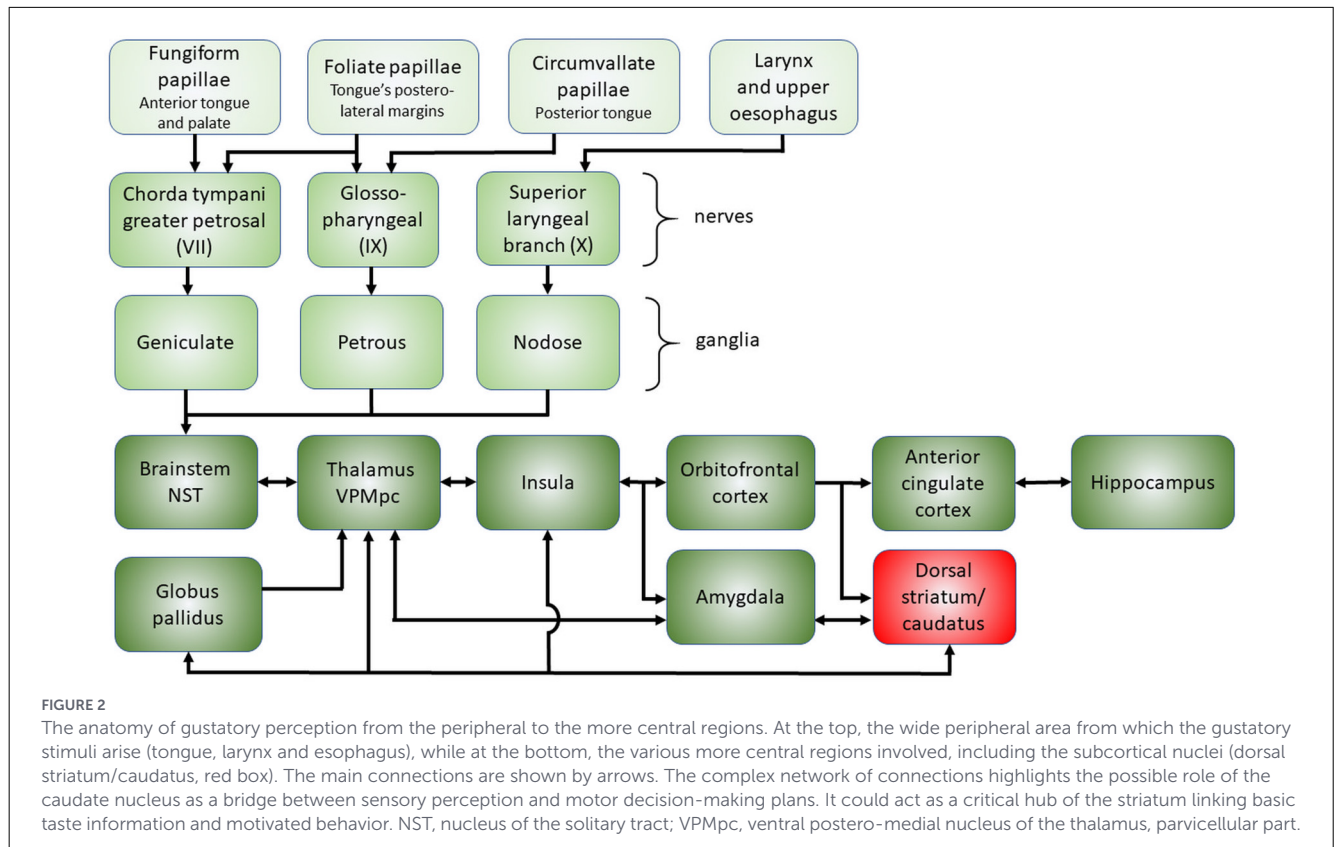 Fungiform
papillae
Anterior tongue
and palate
Foliate papillae
Tongue's postero-
lateral margins
Circumvallate
papillae
Posterior tongue
Larynx
and upper
oesophagus
Chorda tympani
greater petrosal
(VII)
Glosso-
pharyngeal
(IX)
Superior
laryngeal
branch (X)
nerves
Geniculate
Petrous
Nodose
ganglia
Brainstem
NST
Thalamus
VPMpc
Insula
Orbitofrontal
cortex
Anterior
cingulate
cortex
Hippocampus
Globus
pallidus
Amygdala
Dorsal
striatum/
caudatus
FIGURE 2
The anatomy of gustatory perception from the peripheral to the more central regions. At the top, the wide peripheral area from which the gustatory
stimuli arise (tongue, larynx and esophagus), while at the bottom, the various more central regions involved, including the subcortical nuclei (dorsal
striatum/caudatus, red box). The main connections are shown by arrows. The complex network of connections highlights the possible role of the
caudate nucleus as a bridge between sensory perception and motor decision-making plans. It could act as a critical hub of the striatum linking basic
taste information and motivated behavior. NST, nucleus of the solitary tract; VPMpc, ventral postero-medial nucleus of the thalamus, parvicellular part.